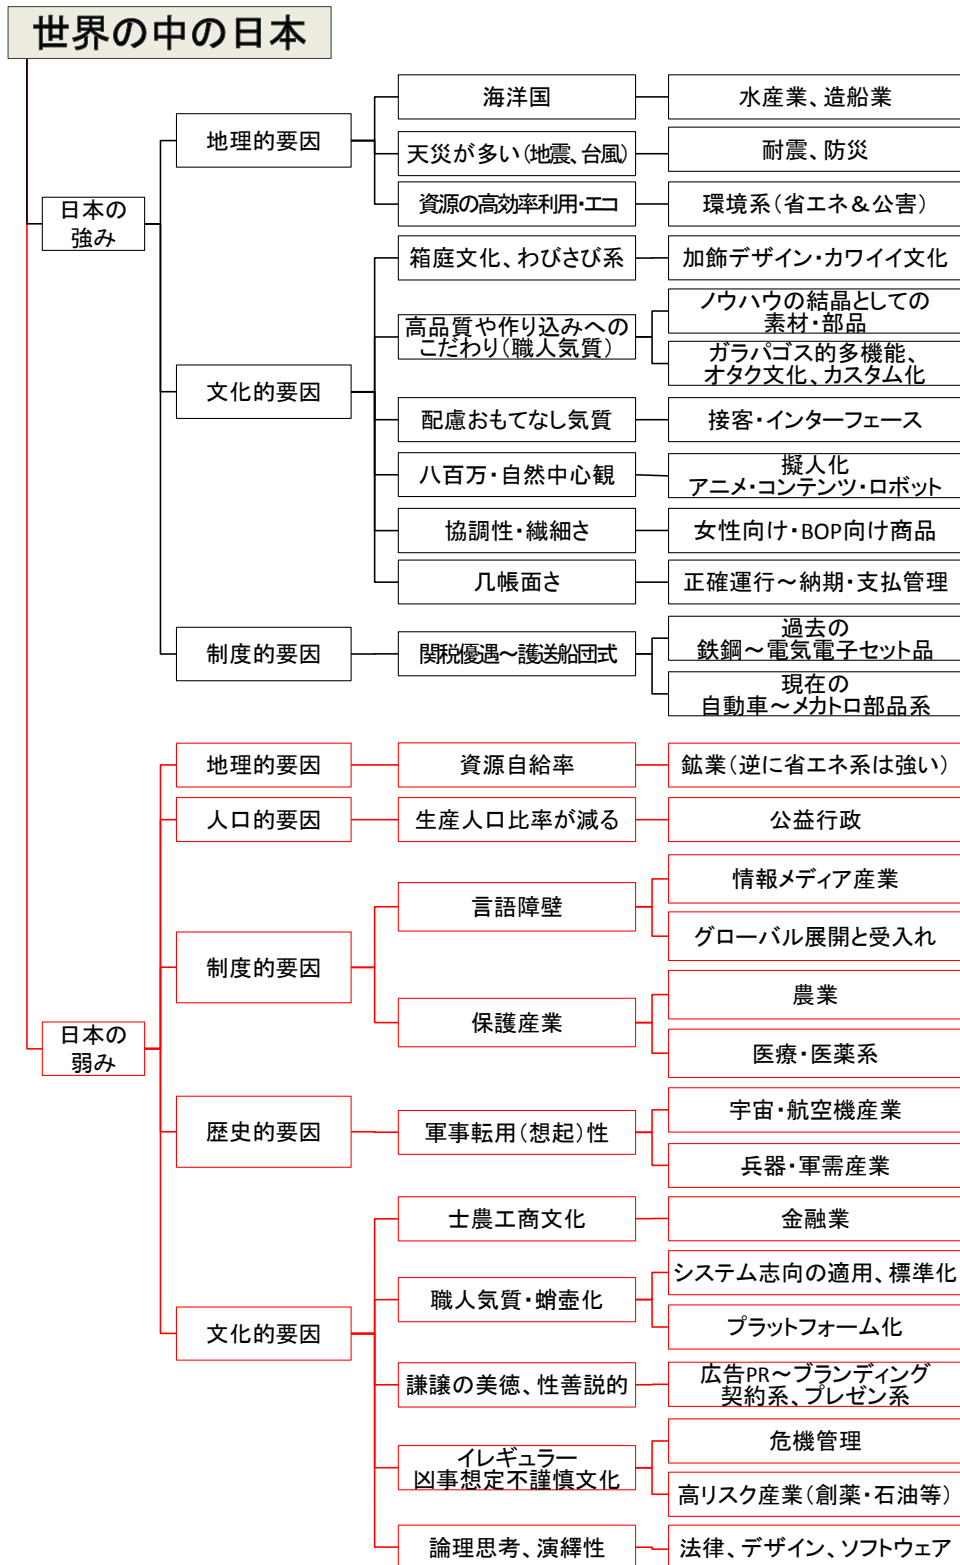 世界の中の日本
日本の
強み
地理的要因
海洋国
水産業、造船業
天災が多い(地震、台風)
耐震、防災
資源の高効率利用・エコ
環境系(省エネ＆公害)
文化的要因
箱庭文化、わびさび系
加飾デザイン・カワイイ文化
高品質や作り込みへの
こだわり(職人気質)
ノウハウの結晶としての
素材・部品
ガラパゴス的多機能、
オタク文化、カスタム化
配慮おもてなし気質
接客・インターフェース
八百万・自然中心観
擬人化
アニメ・コンテンツ・ロボット
協調性・繊細さ
女性向け・BOP向け商品
几帳面さ
正確運行～納期・支払管理
制度的要因
関税優遇～護送船団式
過去の
鉄鋼～電気電子セット品
現在の
自動車～メカトロ部品系
日本の
弱み
地理的要因
資源自給率
鉱業(逆に省エネ系は強い)
人口的要因
生産人口比率が減る
公益行政
制度的要因
言語障壁
情報メディア産業
グローバル展開と受入れ
保護産業
農業
医療・医薬系
歴史的要因
軍事転用(想起)性
宇宙・航空機産業
兵器・軍需産業
文化的要因
士農工商文化
金融業
職人気質・蛸壺化
システム志向の適用、標準化
プラットフォーム化
謙譲の美徳、性善説的
広告PR～ブランディング
契約系、プレゼン系
イレギュラー
凶事想定不謹慎文化
危機管理
高リスク産業(創薬・石油等)
論理思考、演繹性
法律、デザイン、ソフトウェア